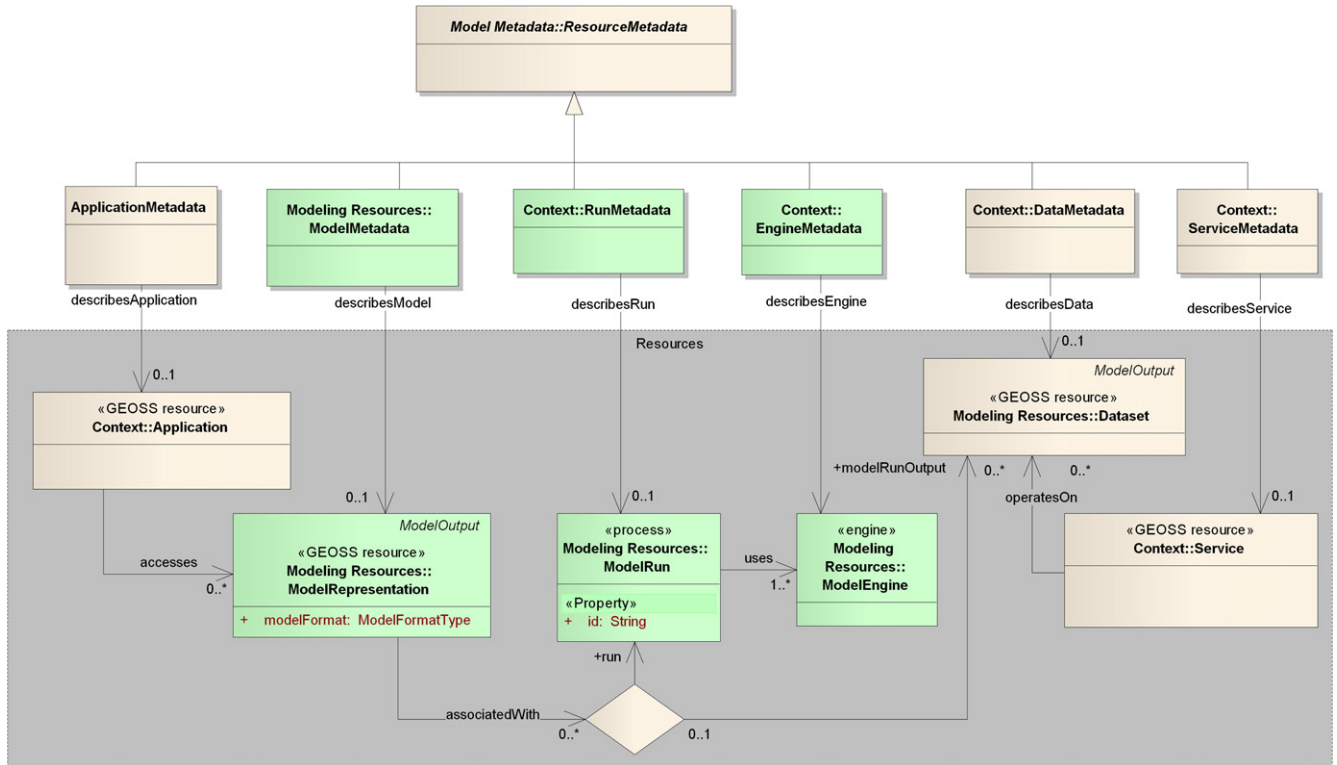 Model Metadata::ResourceMetadata
ApplicationMetadata
Modeling Resources::
ModelMetadata
Context::RunMetadata
Context::
EngineMetadata
Context::DataMetadata
Context::
ServiceMetadata
describesApplication
describesModel
describesRun
describesEngine
describesData
describesService
Resources
0..1
0..1
ModelOutput
«GEOSS resource»
Modeling Resources::Dataset
«GEOSS resource»
Context::Application
+modelRunOutput
0..*
0..*
operatesOn
0..1
0..1
0..1
ModelOutput
«GEOSS resource»
Modeling Resources::
ModelRepresentation
+ modelFormat: ModelFormatType
accesses
0..*
«process»
Modeling Resources::
ModelRun
«Property»
+ id: String
uses
1..*
«engine»
Modeling
Resources::
ModelEngine
«GEOSS resource»
Context::Service
+run
associatedWith
0..*
0..1